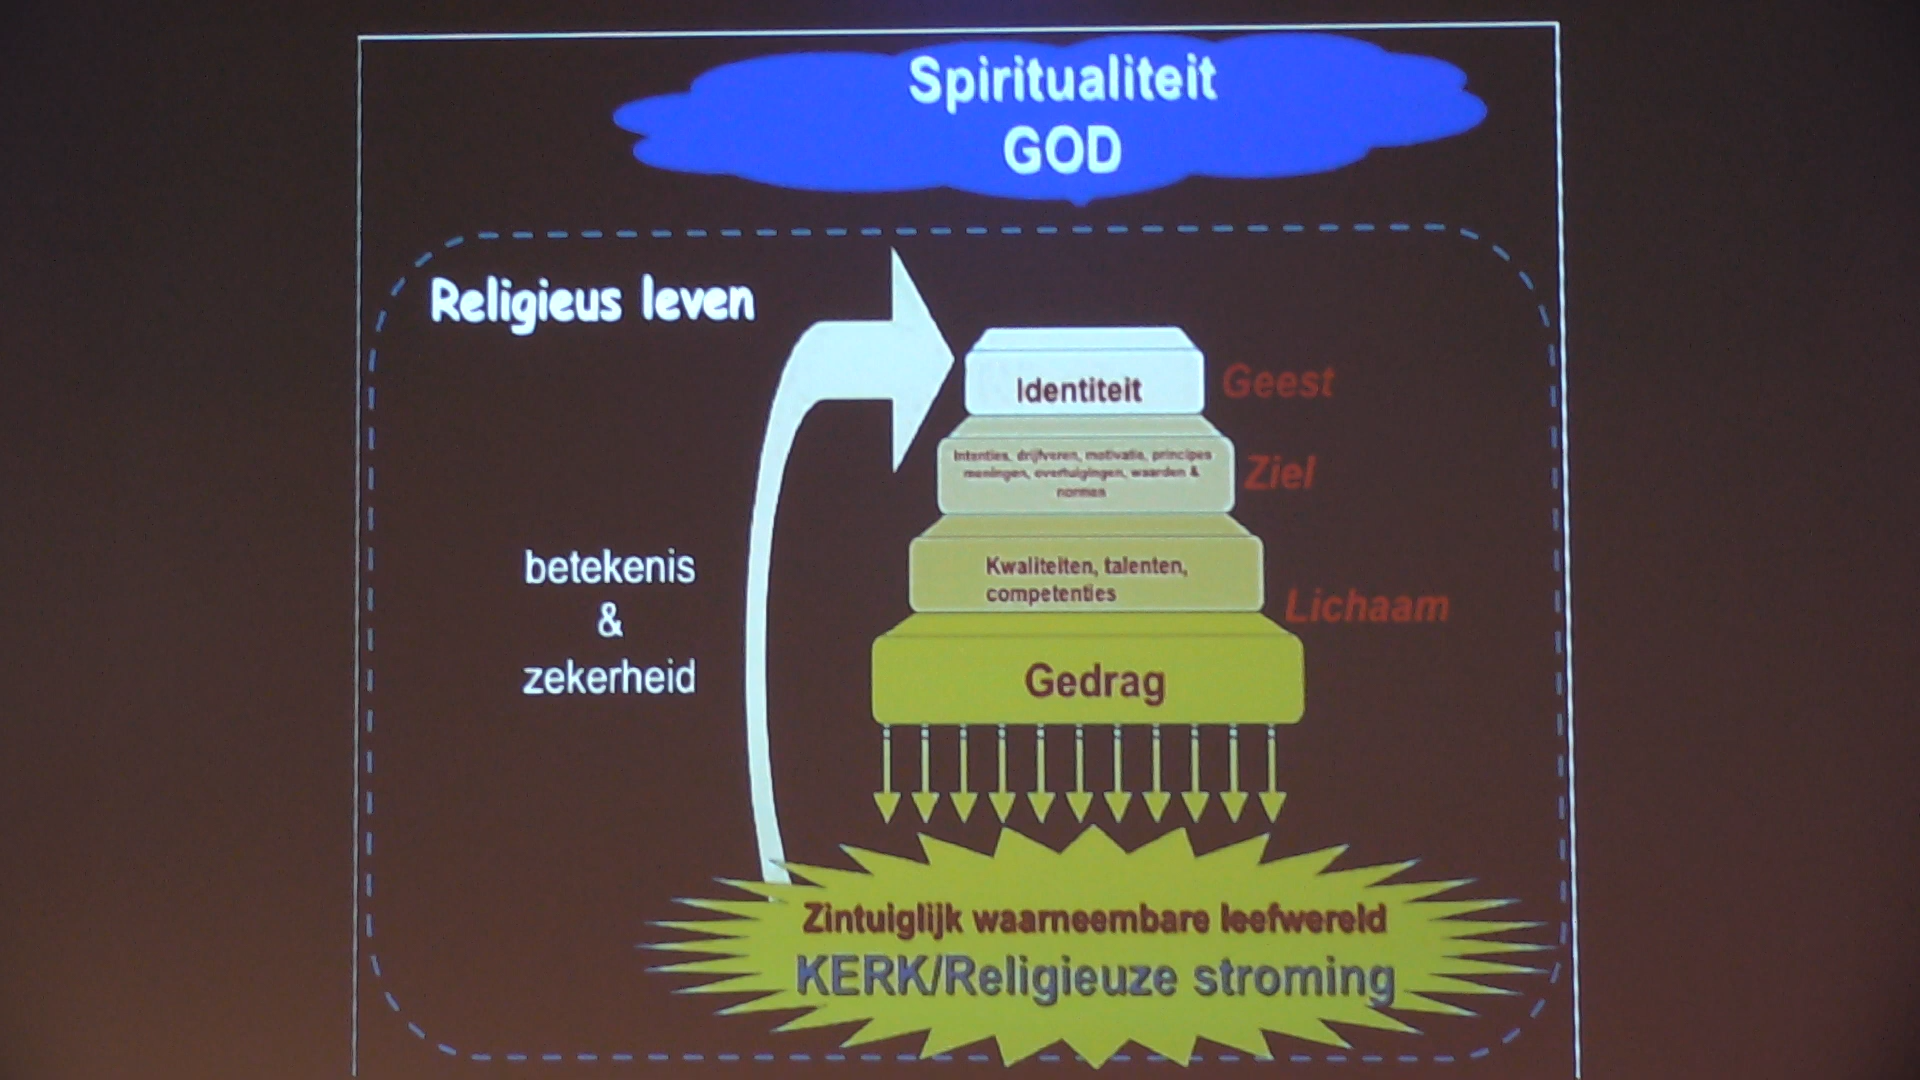 Spiritualiteit
GOD
Religieus leven
Identiteit
Geest
Intenties, drijfveren, motivatie, principes
meningen, overtuigingen, waarden &
normen
Ziel
Kwaliteiten, talenten,
competenties
Lichaam
betekenis
&
zekerheid
Gedrag
Zintuiglijk waarneembare leefwereld
KERK/Religieuze stroming